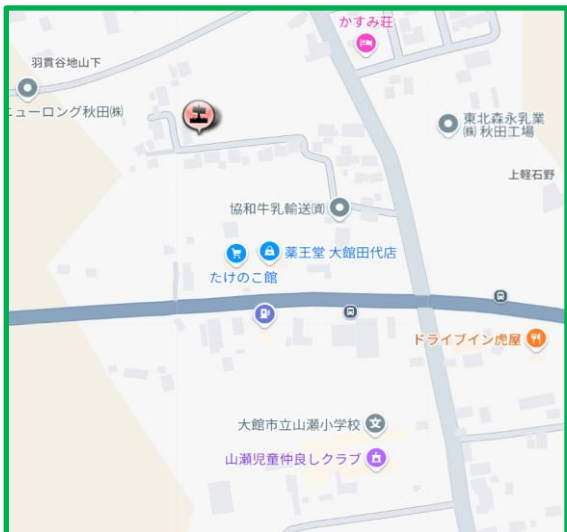 かすみ荘
羽貫谷地山下
ューロング秋田㈱
東北森永乳業
㈱ 秋田工場
上軽石野
協和牛乳輸送㈲
薬王堂 大館田代店
たけのこ館
ドライブイン虎屋
大館市立山瀬小学校
文
山瀬児童仲良しクラブ